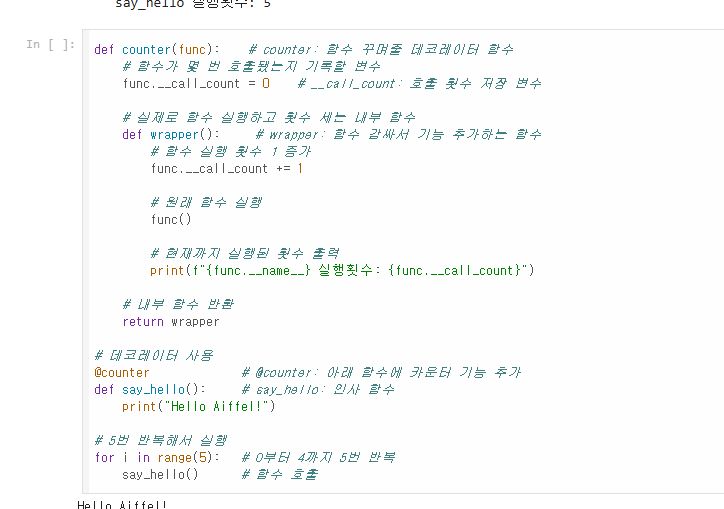 say_hello 실행횟수: 5
In [ ]:
def counter(func):    # counter: 함수 꾸며줄 데코레이터 함수
    # 함수가 몇 번 호출됐는지 기록할 변수
    func.__call_count = 0    # __call_count: 호출 횟수 저장 변수
    # 실제로 함수 실행하고 횟수 세는 내부 함수
    def wrapper():     # wrapper: 함수 감싸서 기능 추가하는 함수
        # 함수 실행 횟수 1 증가
        func.__call_count += 1
        # 원래 함수 실행
        func()
        # 현재까지 실행된 횟수 출력
        print(f"{func.__name__} 실행횟수: {func.__call_count}")
    # 내부 함수 반환
    return wrapper
# 데코레이터 사용
@counter             # @counter: 아래 함수에 카운터 기능 추가
def say_hello():     # say_hello: 인사 함수
    print("Hello Aiffel!")
# 5번 반복해서 실행
for i in range(5):   # 0부터 4까지 5번 반복
    say_hello()      # 함수 호출
Hello Aiffel!